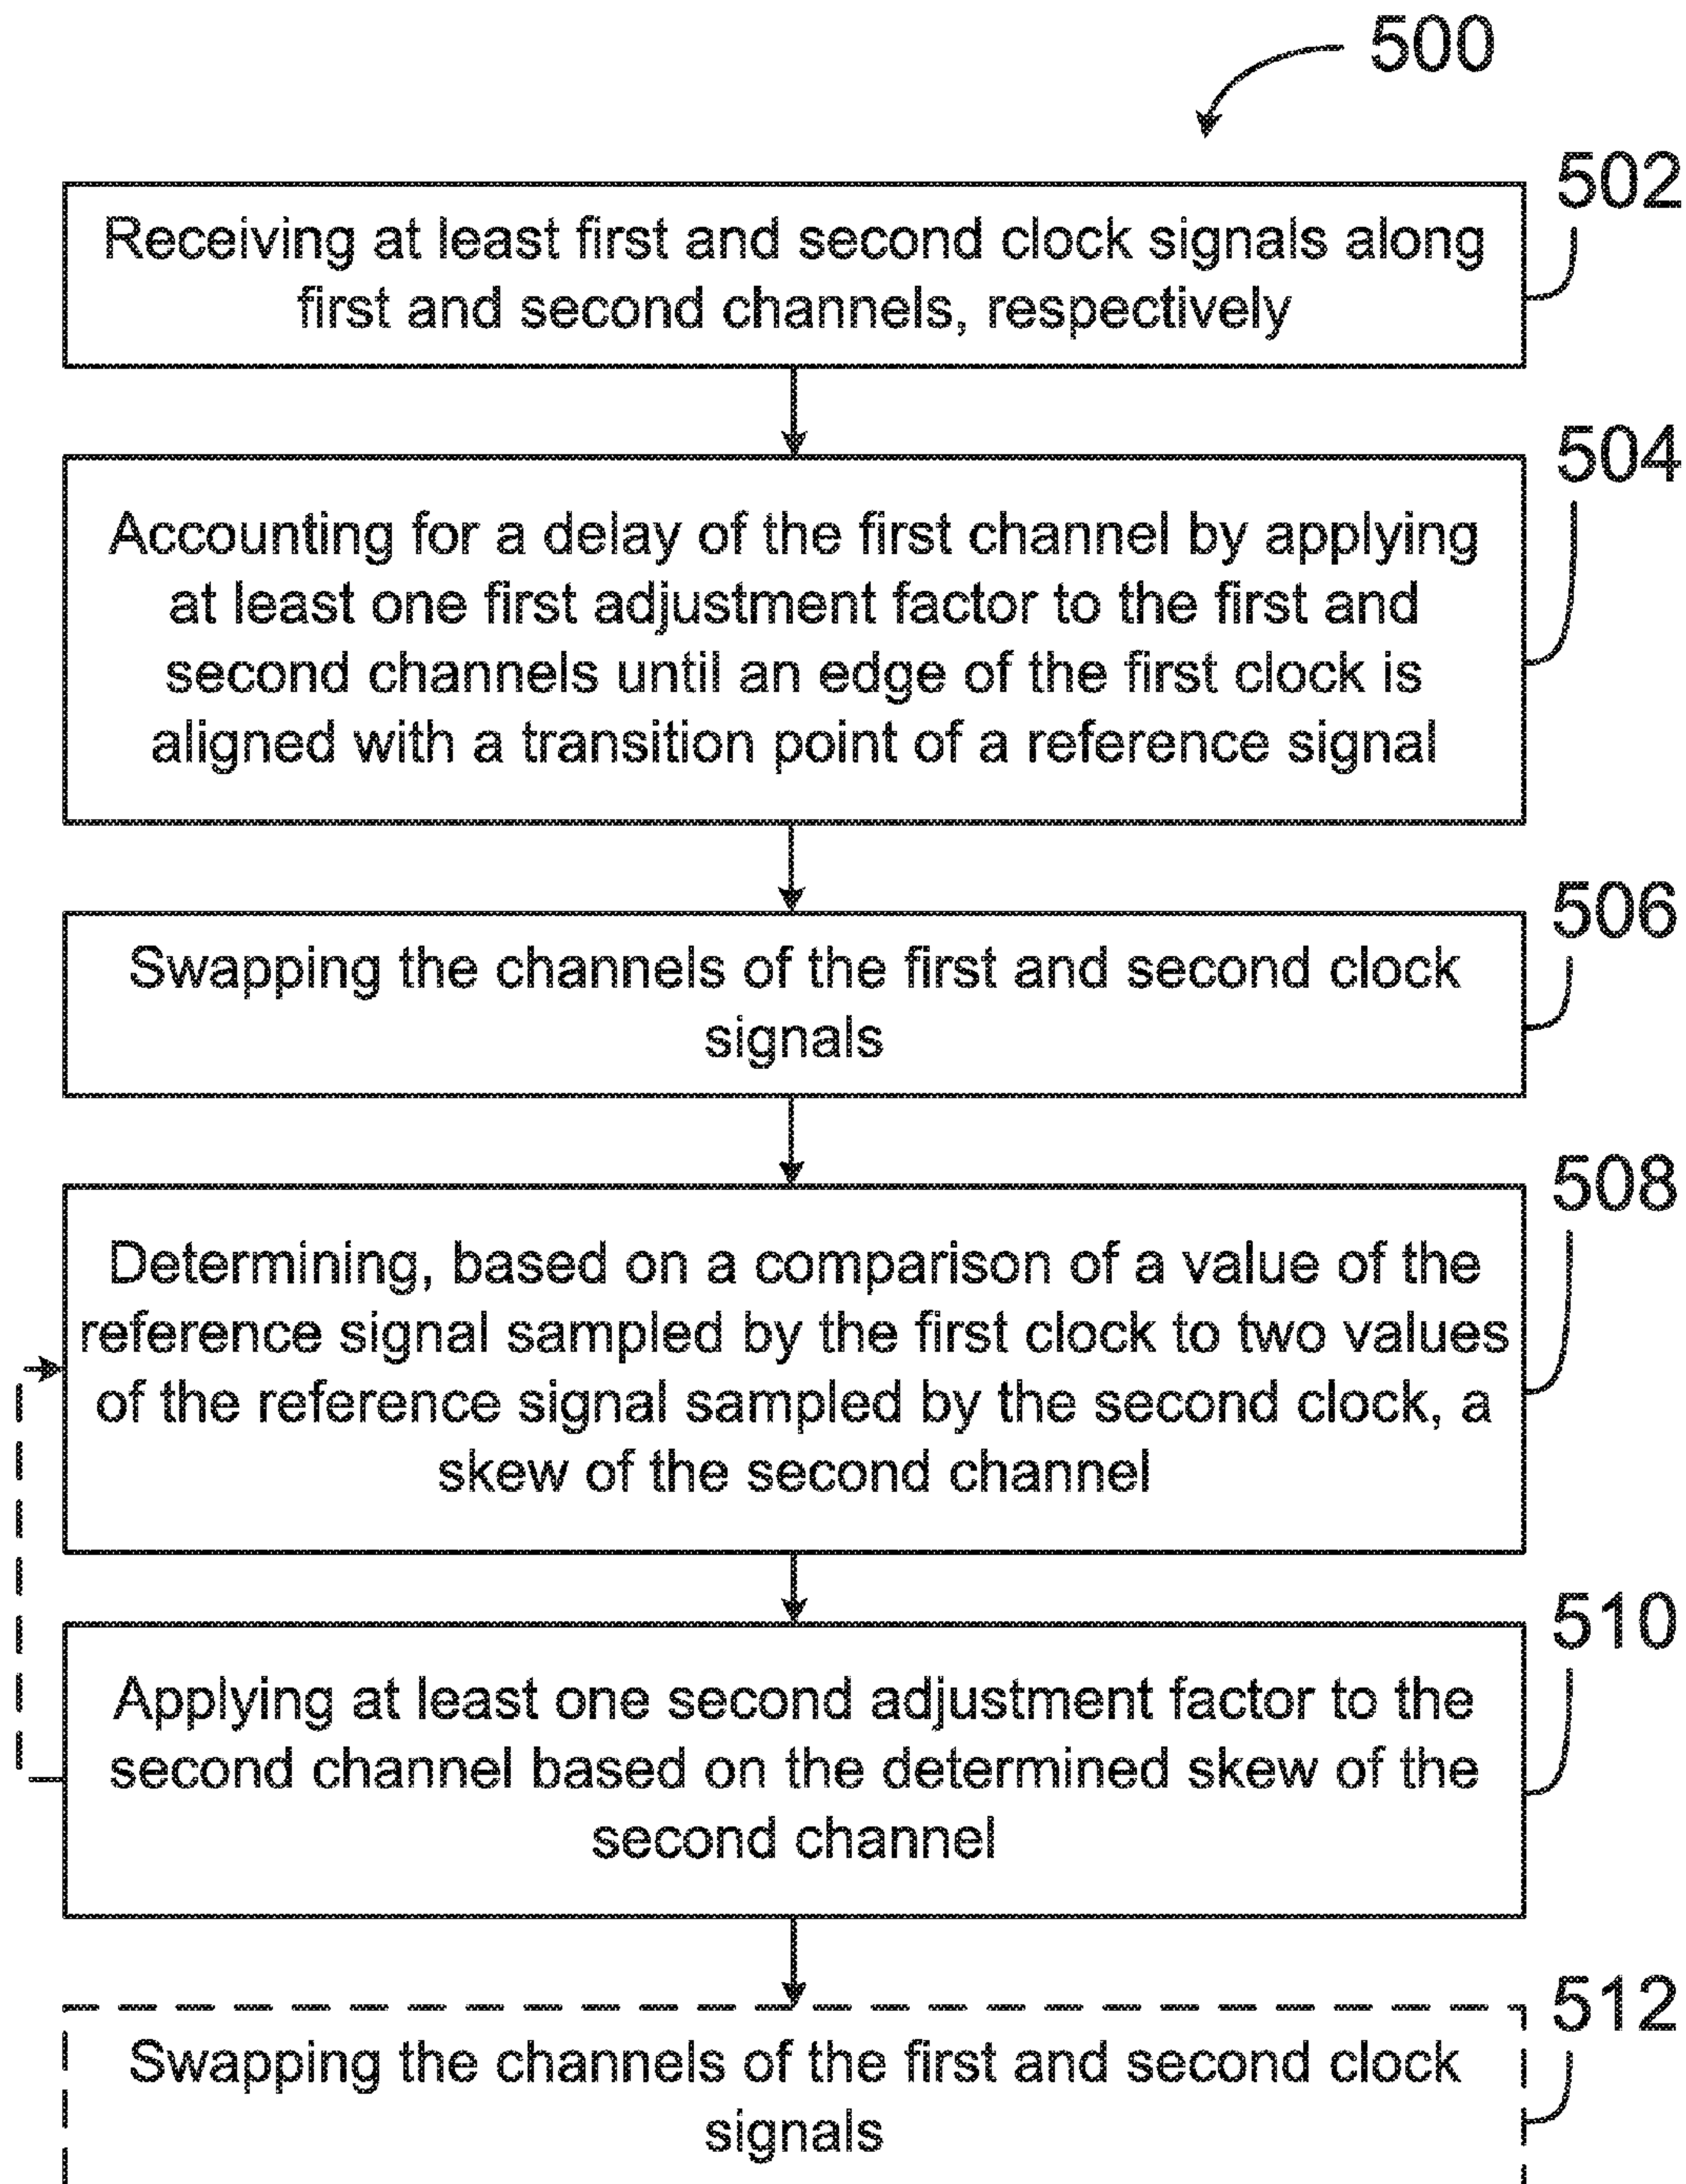 500
502
Receiving at least first and second clock signals along
first and second channels, respectively
504
Accounting for a delay of the first channel by applying
at least one first adjustment factor to the first and
second channels until an edge of the first clock is
aligned with a transition point of a reference signal
506
Swapping the channels of the first and second clock
signals
508
Determining, based on a comparison of a value of the
reference signal sampled by the first clock to two values
of the reference signal sampled by the second clock, a
skew of the second channel
510
Applying at least one second adjustment factor to the
second channel based on the determined skew of the
second channel
512
Swapping the channels of the first and second clock
signals